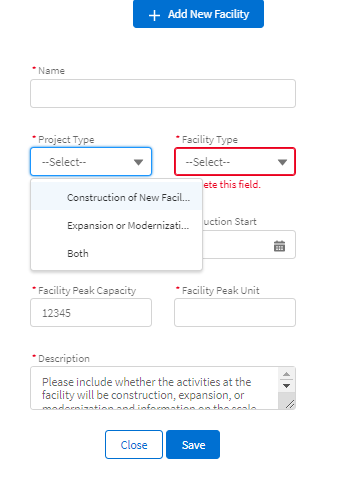 + Add New Facility
* Name
* Project Type * Facility Type
--Select-- --Select--
Construction of New Facil...
Expansion or Modernizati...
Both
this field.
Start
* Facility Peak Capacity * Facility Peak Unit
12345
* Description
Please include whether the activities at the
facility will be construction, expansion, or
modernization and information on the scale
Close Save